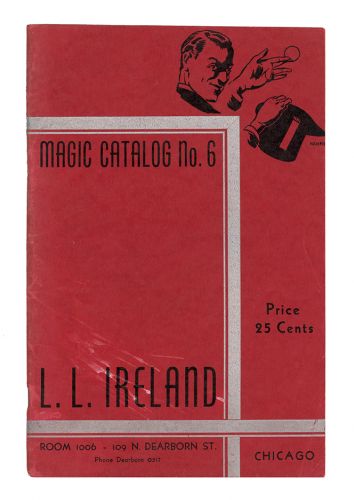 MAGIC CATALOG No. 6
Price
25 Cents
L. L. IRELAND
ROOM 1006 - 109 N. DEARBORN ST.
Phone Dearborn 0217
CHICAGO